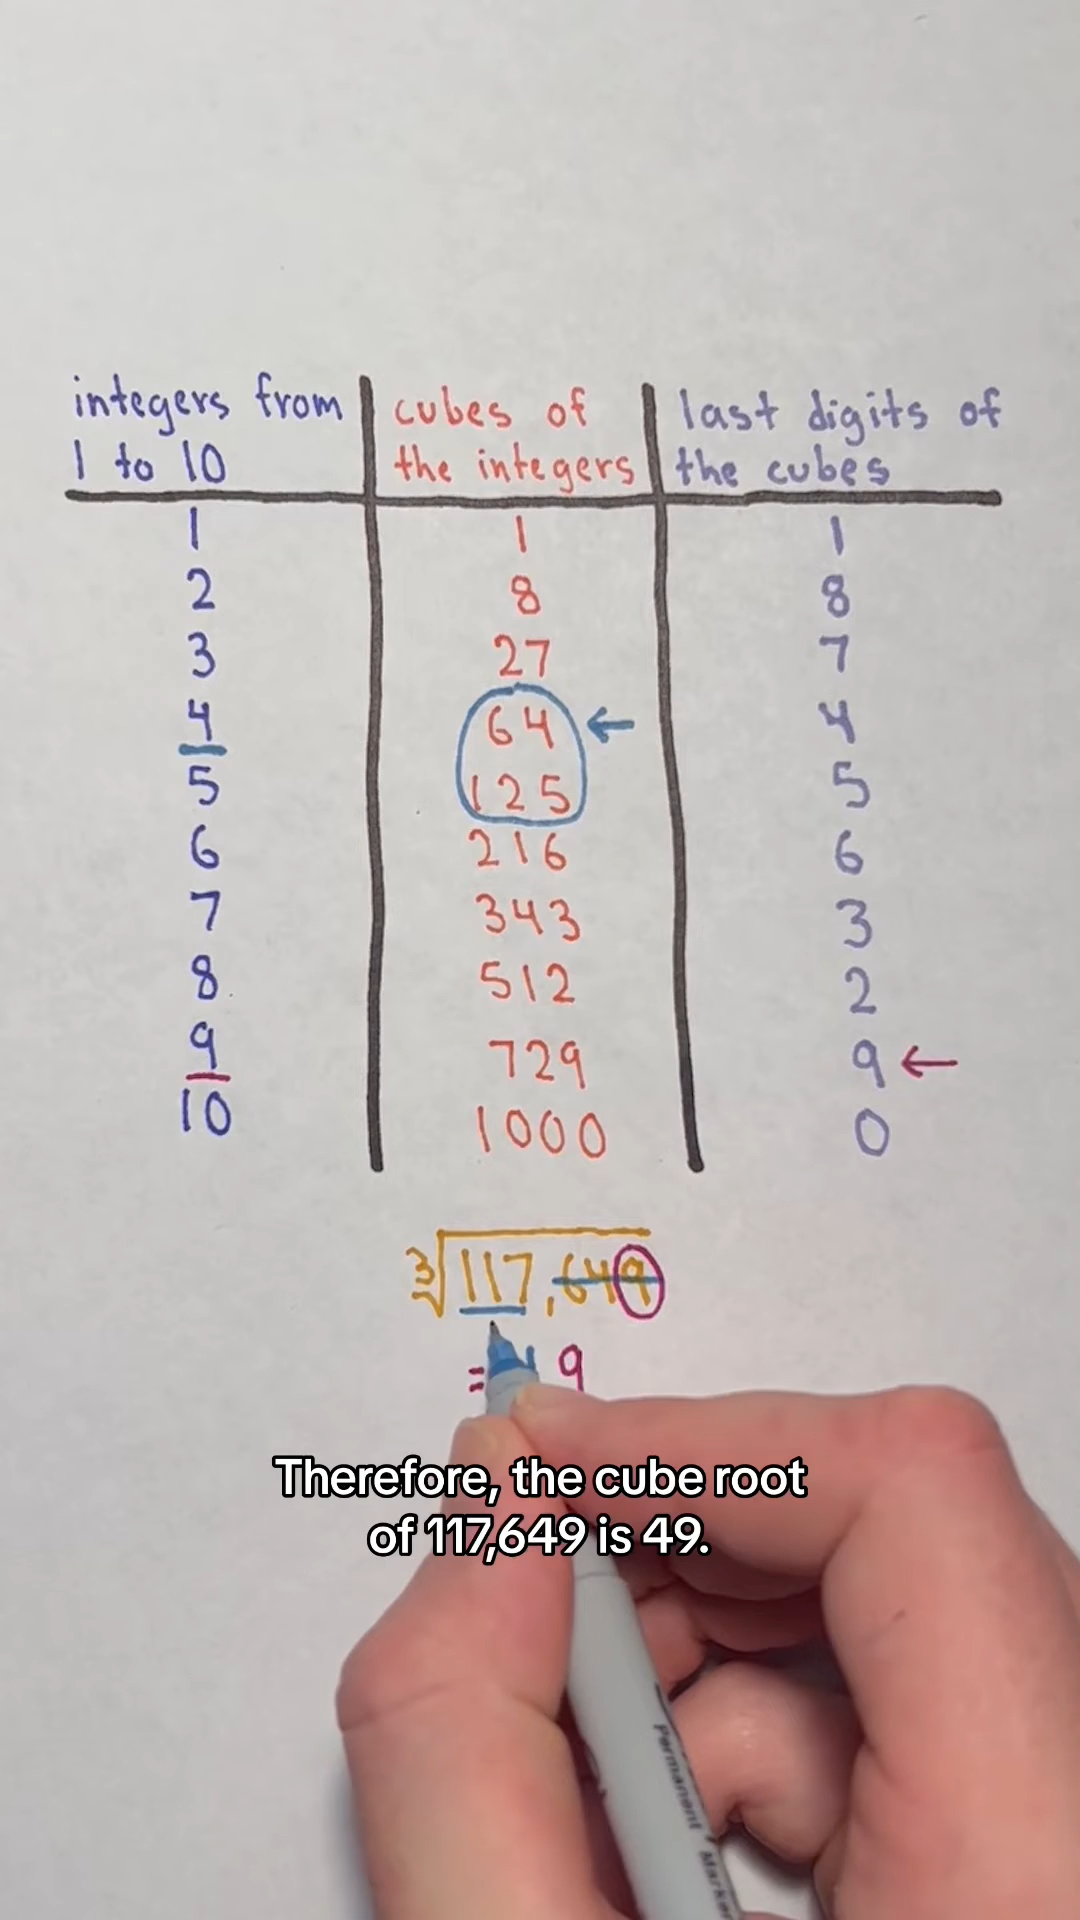 integers from
1 to 10
cubes of
the integers
last digits of
the cubes
1 1 1
2 8 8
3 27 7
4 64 ← 4
5 125 5
6 216 6
7 343 3
8 512 2
9 729 9 ←
10 1000 0
∛117,649
= 9
Therefore, the cube root
of 117,649 is 49.
Permanent Marker